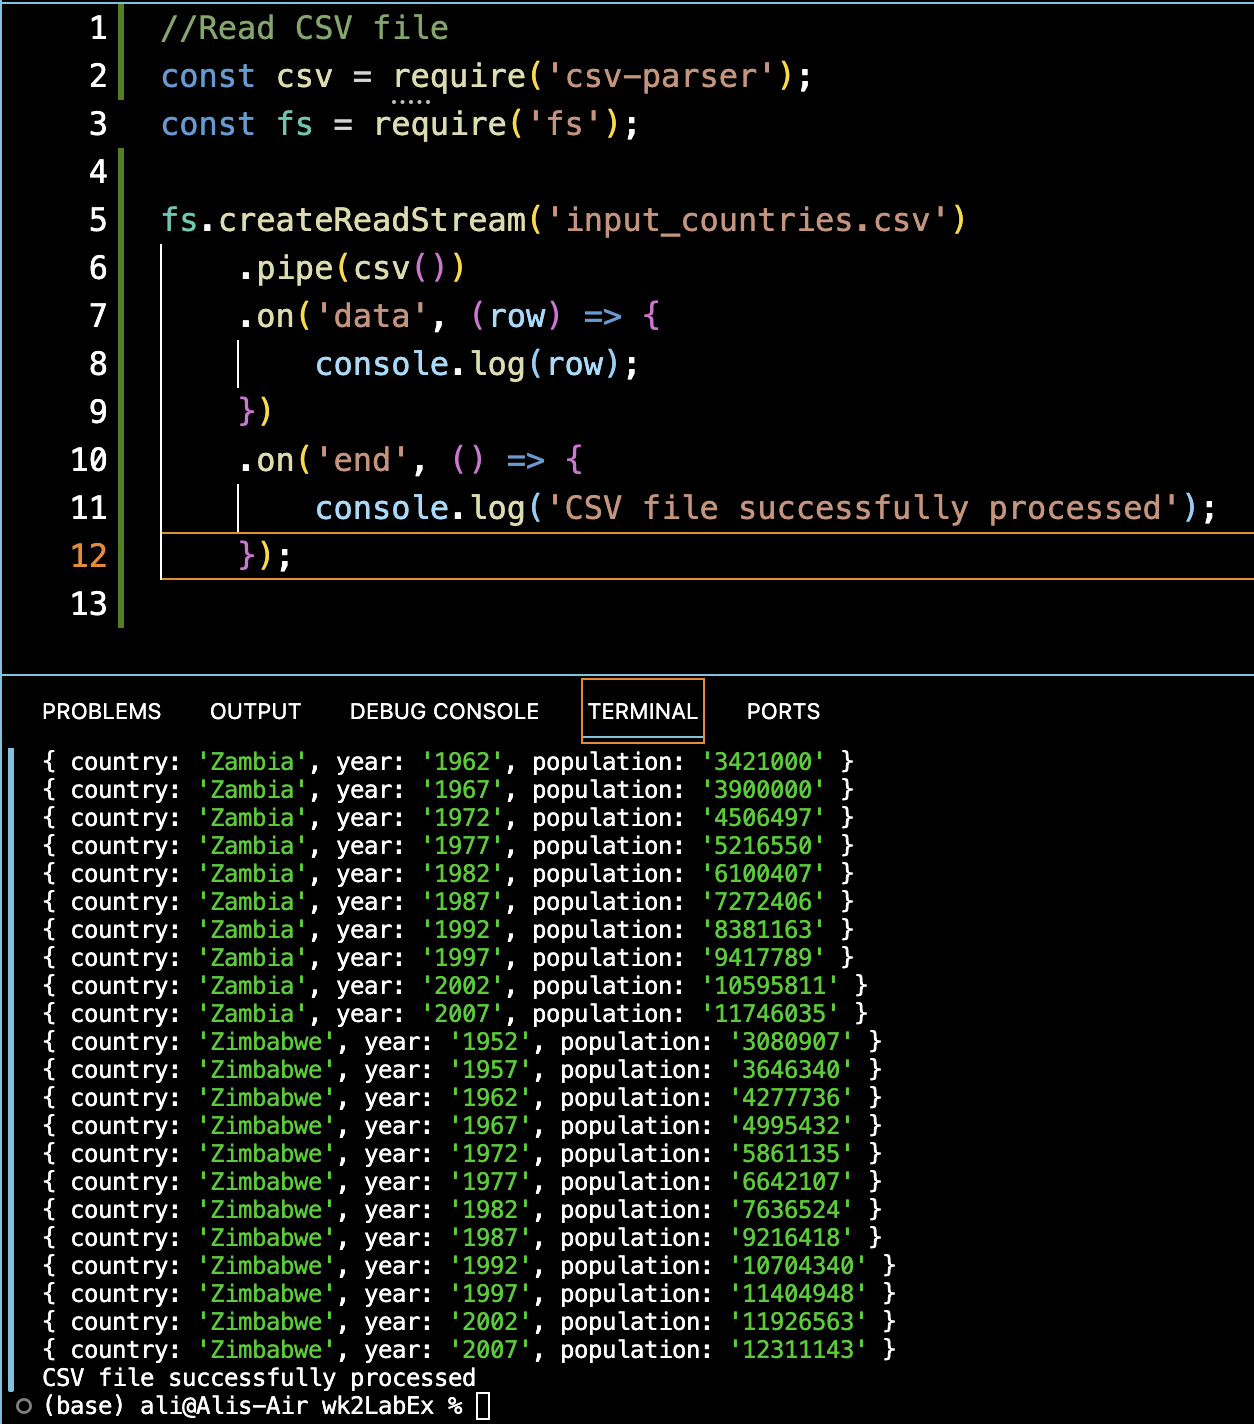 1 //Read CSV file
2 const csv = require('csv-parser');
3 const fs = require('fs');
4
5 fs.createReadStream('input_countries.csv')
6 .pipe(csv())
7 .on('data', (row) => {
8 console.log(row);
9 })
10 .on('end', () => {
11 console.log('CSV file successfully processed');
12 });
13
PROBLEMS OUTPUT DEBUG CONSOLE TERMINAL PORTS
{ country: 'Zambia', year: '1962', population: '3421000' }
{ country: 'Zambia', year: '1967', population: '3900000' }
{ country: 'Zambia', year: '1972', population: '4506497' }
{ country: 'Zambia', year: '1977', population: '5216550' }
{ country: 'Zambia', year: '1982', population: '6100407' }
{ country: 'Zambia', year: '1987', population: '7272406' }
{ country: 'Zambia', year: '1992', population: '8381163' }
{ country: 'Zambia', year: '1997', population: '9417789' }
{ country: 'Zambia', year: '2002', population: '10595811' }
{ country: 'Zambia', year: '2007', population: '11746035' }
{ country: 'Zimbabwe', year: '1952', population: '3080907' }
{ country: 'Zimbabwe', year: '1957', population: '3646340' }
{ country: 'Zimbabwe', year: '1962', population: '4277736' }
{ country: 'Zimbabwe', year: '1967', population: '4995432' }
{ country: 'Zimbabwe', year: '1972', population: '5861135' }
{ country: 'Zimbabwe', year: '1977', population: '6642107' }
{ country: 'Zimbabwe', year: '1982', population: '7636524' }
{ country: 'Zimbabwe', year: '1987', population: '9216418' }
{ country: 'Zimbabwe', year: '1992', population: '10704340' }
{ country: 'Zimbabwe', year: '1997', population: '11404948' }
{ country: 'Zimbabwe', year: '2002', population: '11926563' }
{ country: 'Zimbabwe', year: '2007', population: '12311143' }
CSV file successfully processed
(base) ali@Alis-Air wk2LabEx %